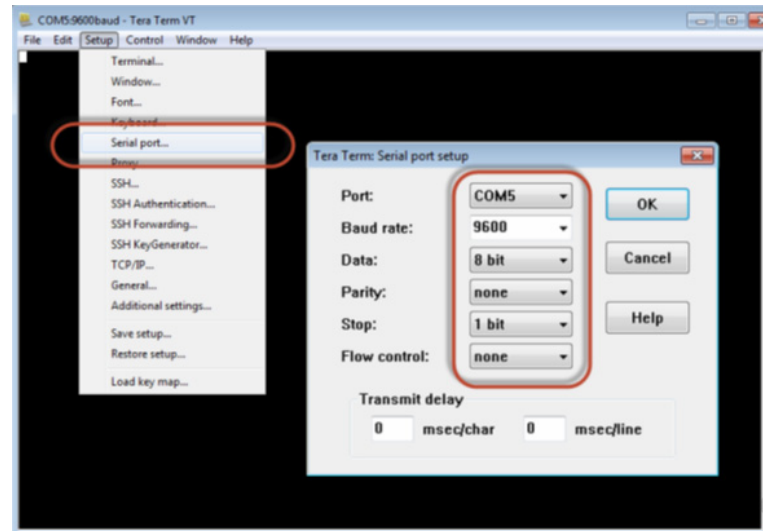 COM5:9600baud - Tera Term VT
File Edit Setup Control Window Help
Terminal...
Window...
Font...
Keyboard...
Serial port...
Proxy...
SSH...
SSH Authentication...
SSH Forwarding...
SSH KeyGenerator...
TCP/IP...
General...
Additional settings...
Save setup...
Restore setup...
Load key map...
Tera Term: Serial port setup
Port: COM5 OK
Baud rate: 9600
Data: 8 bit Cancel
Parity: none
Stop: 1 bit Help
Flow control: none
Transmit delay
0 msec/char 0 msec/line